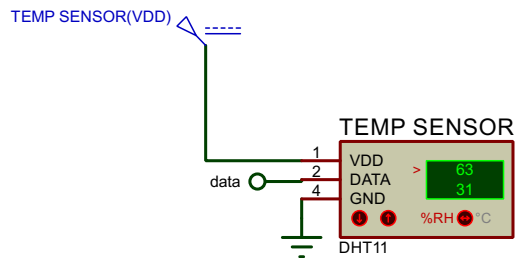 TEMP SENSOR(VDD)
TEMP SENSOR
1
VDD
>
63
2
DATA
data
31
4
GND
%RH
°C
DHT11